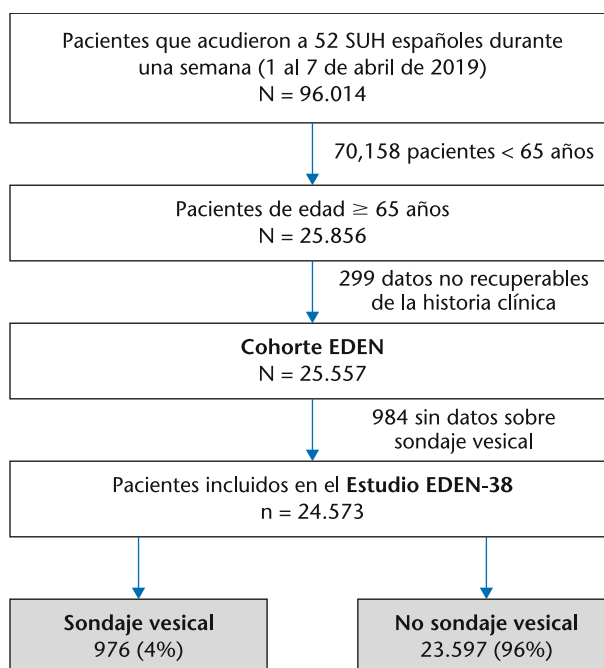 Pacientes que acudieron a 52 SUH españoles durante
una semana (1 al 7 de abril de 2019)
N = 96.014
70,158 pacientes < 65 años
Pacientes de edad ≥ 65 años
N = 25.856
299 datos no recuperables
de la historia clínica
Cohorte EDEN
N = 25.557
984 sin datos sobre
sondaje vesical
Pacientes incluidos en el Estudio EDEN-38
n = 24.573
Sondaje vesical
976 (4%)
No sondaje vesical
23.597 (96%)